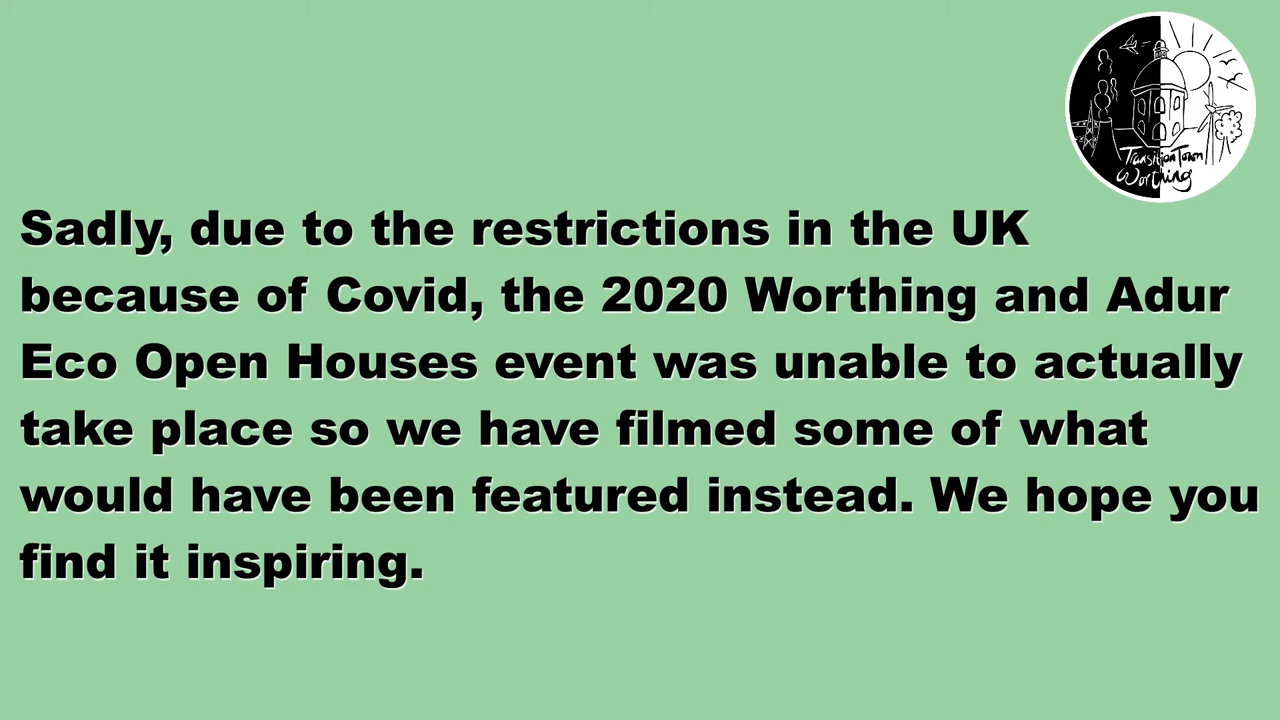 Transition Town
Worthing
Sadly, due to the restrictions in the UK
because of Covid, the 2020 Worthing and Adur
Eco Open Houses event was unable to actually
take place so we have filmed some of what
would have been featured instead. We hope you
find it inspiring.